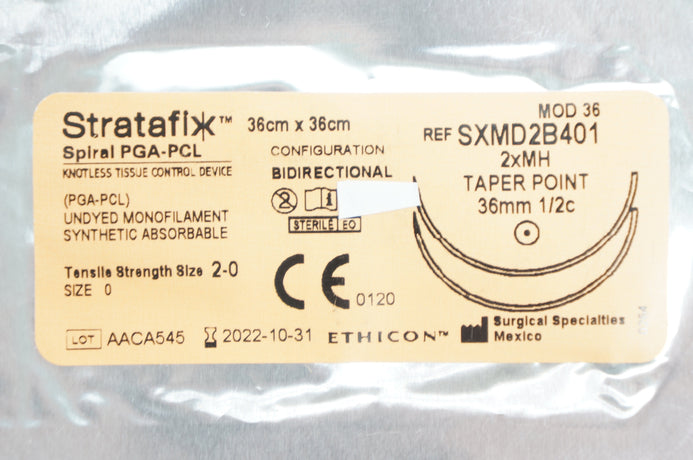 Stratafix™
Spiral PGA-PCL
KNOTLESS TISSUE CONTROL DEVICE
(PGA-PCL)
UNDYED MONOFILAMENT
SYNTHETIC ABSORBABLE
Tensile Strength Size 2-0
SIZE 0
36cm x 36cm
CONFIGURATION
BIDIRECTIONAL
2
i
STERILE EO
CE 0120
MOD 36
REF SXMD2B401
2xMH
TAPER POINT
36mm 1/2c
LOT AACA545
2022-10-31
ETHICON™
Surgical Specialties
Mexico